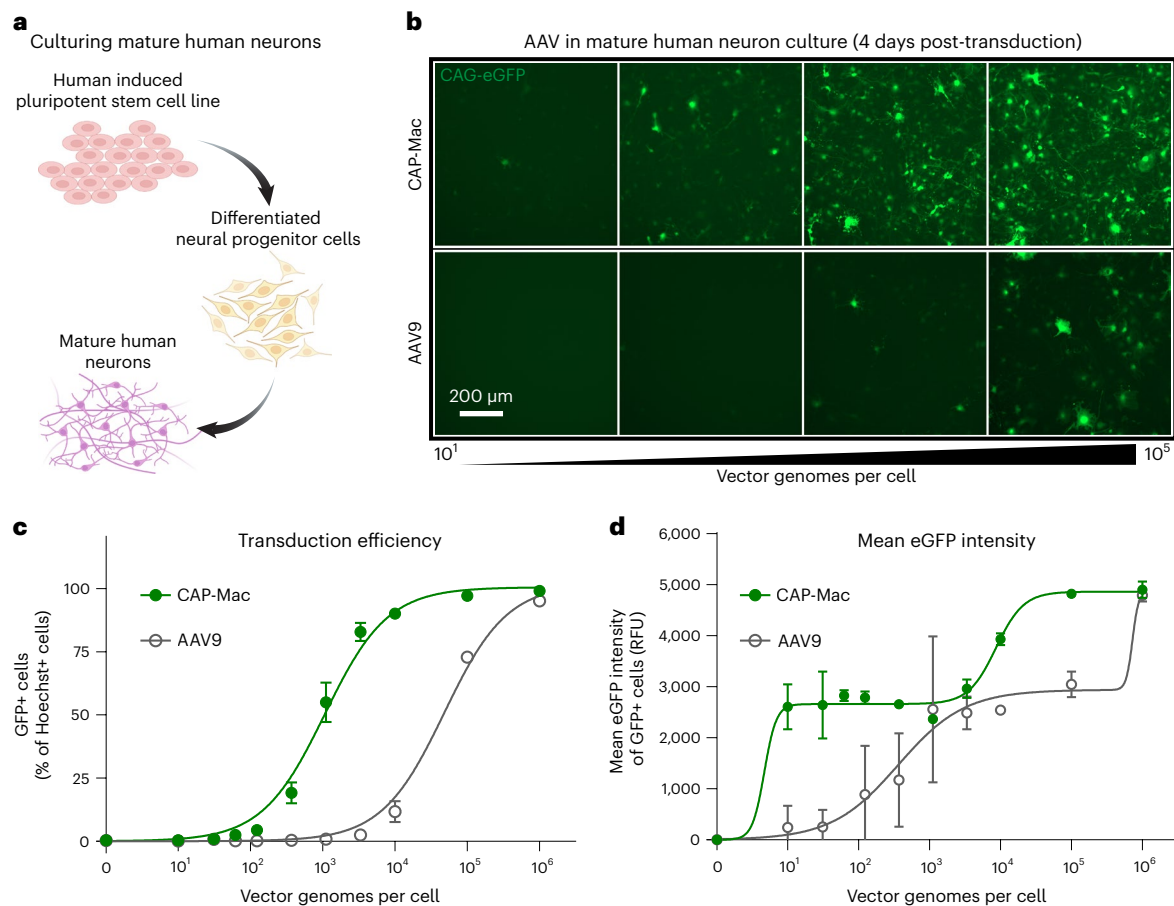 a
Culturing mature human neurons
Human induced
pluripotent stem cell line
Differentiated
neural progenitor cells
Mature human
neurons
b
AAV in mature human neuron culture (4 days post-transduction)
CAG-eGFP
CAP-Mac
AAV9
200 µm
10¹
10⁵
Vector genomes per cell
c
Transduction efficiency
CAP-Mac
AAV9
GFP+ cells
(% of Hoechst+ cells)
100
75
50
25
0
0 10¹ 10² 10³ 10⁴ 10⁵ 10⁶
Vector genomes per cell
d
Mean eGFP intensity
CAP-Mac
AAV9
Mean eGFP intensity
of GFP+ cells (RFU)
6,000
5,000
4,000
3,000
2,000
1,000
0
0 10¹ 10² 10³ 10⁴ 10⁵ 10⁶
Vector genomes per cell